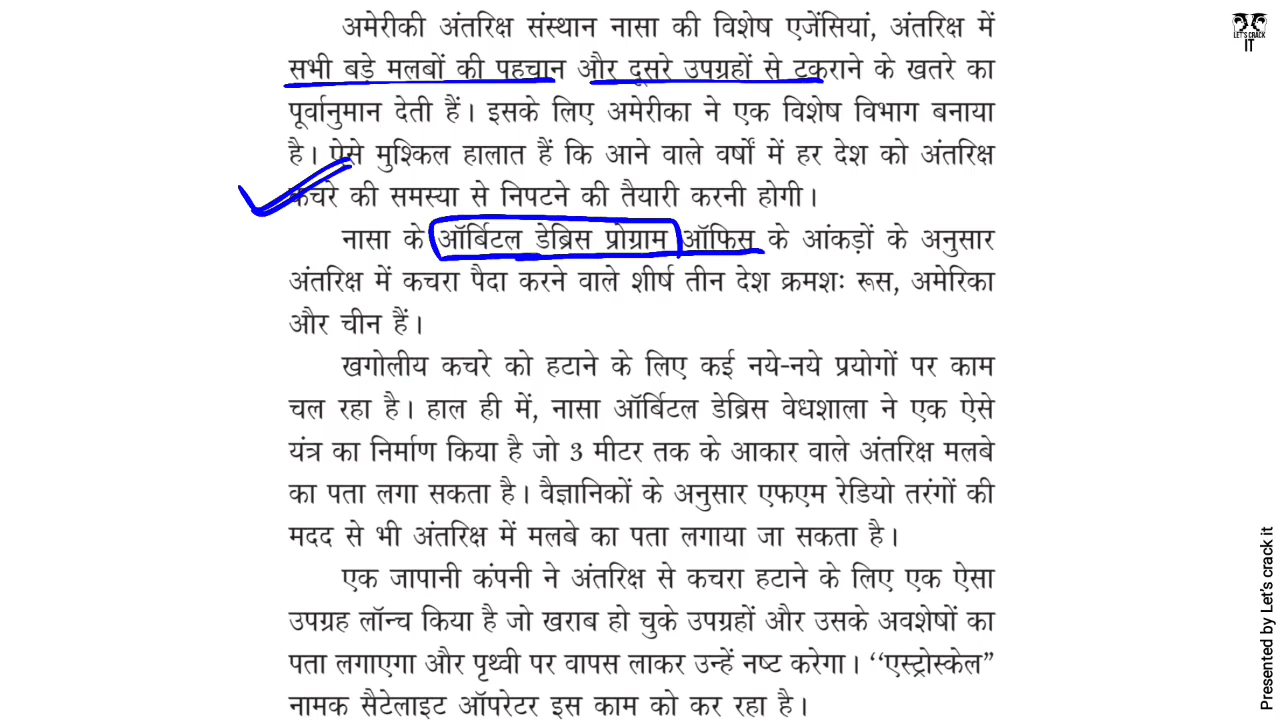 अमेरीकी अंतरिक्ष संस्थान नासा की विशेष एजेंसियां, अंतरिक्ष में
सभी बड़े मलबों की पहचान और दूसरे उपग्रहों से टकराने के खतरे का
पूर्वानुमान देती हैं। इसके लिए अमेरीका ने एक विशेष विभाग बनाया
है। ऐसे मुश्किल हालात हैं कि आने वाले वर्षों में हर देश को अंतरिक्ष
कचरे की समस्या से निपटने की तैयारी करनी होगी।
नासा के ऑर्बिटल डेब्रिस प्रोग्राम ऑफिस के आंकड़ों के अनुसार
अंतरिक्ष में कचरा पैदा करने वाले शीर्ष तीन देश क्रमशः रूस, अमेरिका
और चीन हैं।
खगोलीय कचरे को हटाने के लिए कई नये-नये प्रयोगों पर काम
चल रहा है। हाल ही में, नासा ऑर्बिटल डेब्रिस वेधशाला ने एक ऐसे
यंत्र का निर्माण किया है जो 3 मीटर तक के आकार वाले अंतरिक्ष मलबे
का पता लगा सकता है। वैज्ञानिकों के अनुसार एफएम रेडियो तरंगों की
मदद से भी अंतरिक्ष में मलबे का पता लगाया जा सकता है।
एक जापानी कंपनी ने अंतरिक्ष से कचरा हटाने के लिए एक ऐसा
उपग्रह लॉन्च किया है जो खराब हो चुके उपग्रहों और उसके अवशेषों का
पता लगाएगा और पृथ्वी पर वापस लाकर उन्हें नष्ट करेगा। ‘‘एस्ट्रोस्केल”
नामक सैटेलाइट ऑपरेटर इस काम को कर रहा है।
LET'S CRACK
IT
Presented by Let's crack it